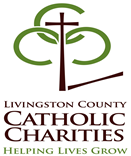 LIVINGSTON COUNTY
CATHOLIC
CHARITIES
HELPING LIVES GROW